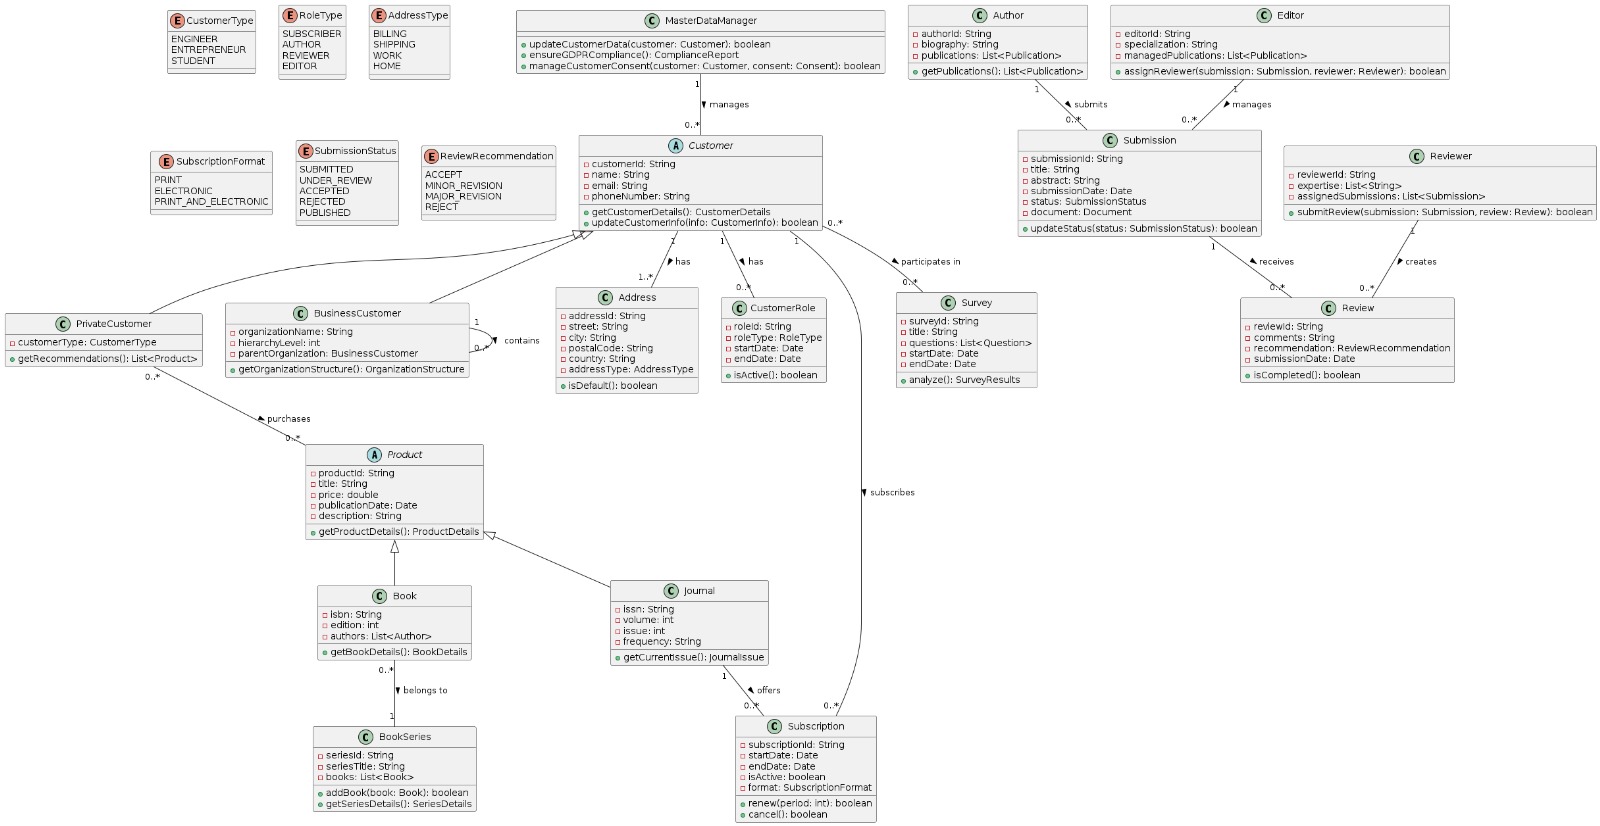 CustomerType
ENGINEER
ENTREPRENEUR
STUDENT
RoleType
SUBSCRIBER
AUTHOR
REVIEWER
EDITOR
AddressType
BILLING
SHIPPING
WORK
HOME
MasterDataManager
updateCustomerData(customer: Customer): boolean
ensureGDPRCompliance(): ComplianceReport
manageCustomerConsent(customer: Customer, consent: Consent): boolean
Author
authorId: String
biography: String
publications: List<Publication>
getPublications(): List<Publication>
Editor
editorId: String
specialization: String
managedPublications: List<Publication>
assignReviewer(submission: Submission, reviewer: Reviewer): boolean
1
manages
0..*
1
submits
0..*
1
manages
0..*
SubscriptionFormat
PRINT
ELECTRONIC
PRINT_AND_ELECTRONIC
SubmissionStatus
SUBMITTED
UNDER_REVIEW
ACCEPTED
REJECTED
PUBLISHED
ReviewRecommendation
ACCEPT
MINOR_REVISION
MAJOR_REVISION
REJECT
Customer
customerId: String
name: String
email: String
phoneNumber: String
getCustomerDetails(): CustomerDetails
updateCustomerInfo(info: CustomerInfo): boolean
Submission
submissionId: String
title: String
abstract: String
submissionDate: Date
status: SubmissionStatus
document: Document
updateStatus(status: SubmissionStatus): boolean
Reviewer
reviewerId: String
expertise: List<String>
assignedSubmissions: List<Submission>
submitReview(submission: Submission, review: Review): boolean
1
has
1..*
1
has
0..*
1
subscribes
0..*
0..*
participates in
0..*
1
receives
0..*
1
creates
0..*
PrivateCustomer
customerType: CustomerType
getRecommendations(): List<Product>
BusinessCustomer
organizationName: String
hierarchyLevel: int
parentOrganization: BusinessCustomer
getOrganizationStructure(): OrganizationStructure
1
contains
0..*
Address
addressId: String
street: String
city: String
postalCode: String
country: String
addressType: AddressType
isDefault(): boolean
CustomerRole
roleId: String
roleType: RoleType
startDate: Date
endDate: Date
isActive(): boolean
Survey
surveyId: String
title: String
questions: List<Question>
startDate: Date
endDate: Date
analyze(): SurveyResults
Review
reviewId: String
comments: String
recommendation: ReviewRecommendation
submissionDate: Date
isCompleted(): boolean
0..*
purchases
0..*
Product
productId: String
title: String
price: double
publicationDate: Date
description: String
getProductDetails(): ProductDetails
Book
isbn: String
edition: int
authors: List<Author>
getBookDetails(): BookDetails
Journal
issn: String
volume: int
issue: int
frequency: String
getCurrentIssue(): JournalIssue
0..*
belongs to
1
1
offers
0..*
BookSeries
seriesId: String
seriesTitle: String
books: List<Book>
addBook(book: Book): boolean
getSeriesDetails(): SeriesDetails
Subscription
subscriptionId: String
startDate: Date
endDate: Date
isActive: boolean
format: SubscriptionFormat
renew(period: int): boolean
cancel(): boolean